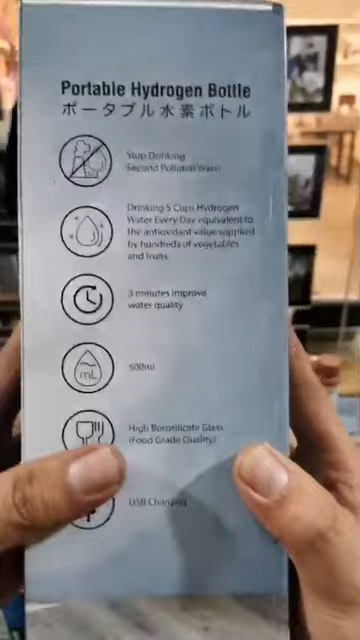 Portable Hydrogen Bottle
ポータブル水素ボトル
Stop Drinking
Second Polluted Water
Drinking 5 Cups Hydrogen
Water Every Day equivalent to
the antioxidant value supplied
by hundreds of vegetables
and fruits
3 minutes improve
water quality
mL
500ml
High Borosilicate Glass
(Food Grade Quality)
USB Charging